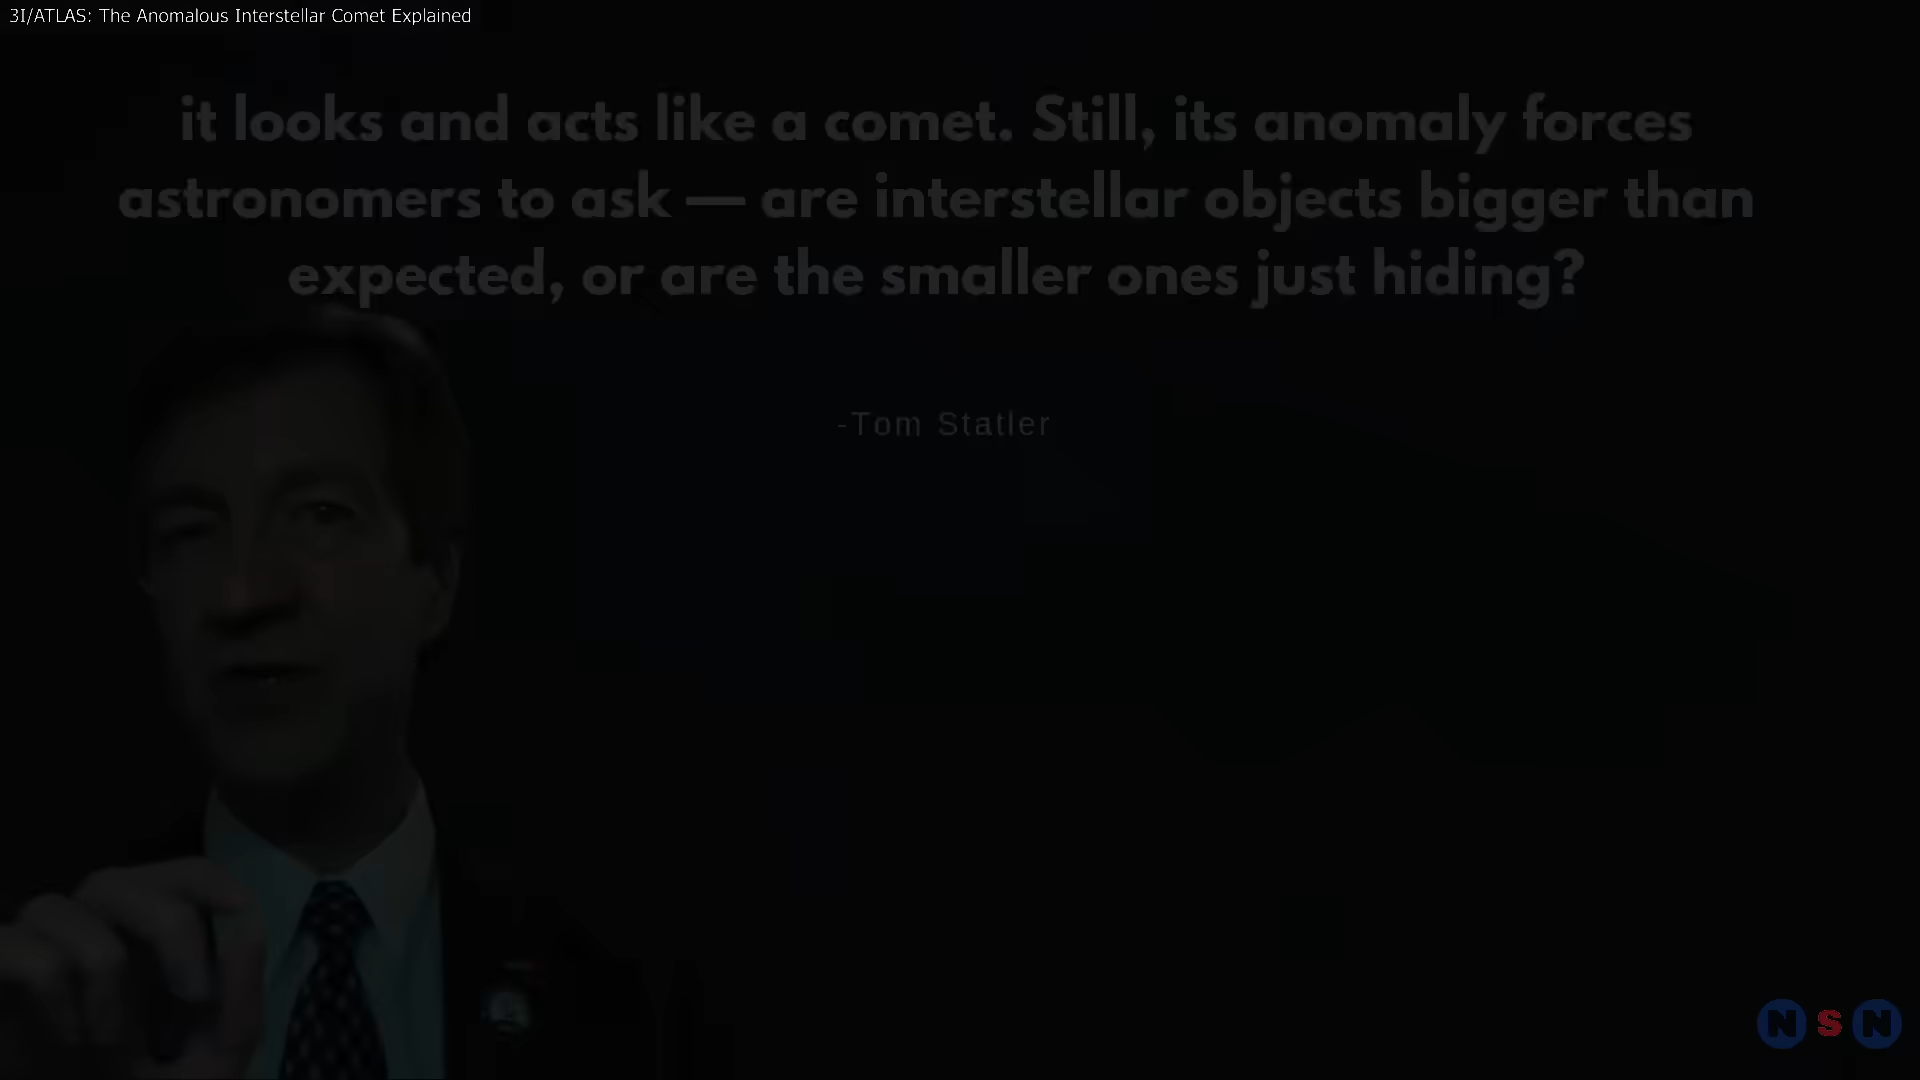 3I/ATLAS: The Anomalous Interstellar Comet Explained
it looks and acts like a comet. Still, its anomaly forces
astronomers to ask — are interstellar objects bigger than
expected, or are the smaller ones just hiding?
-Tom Statler
N S N